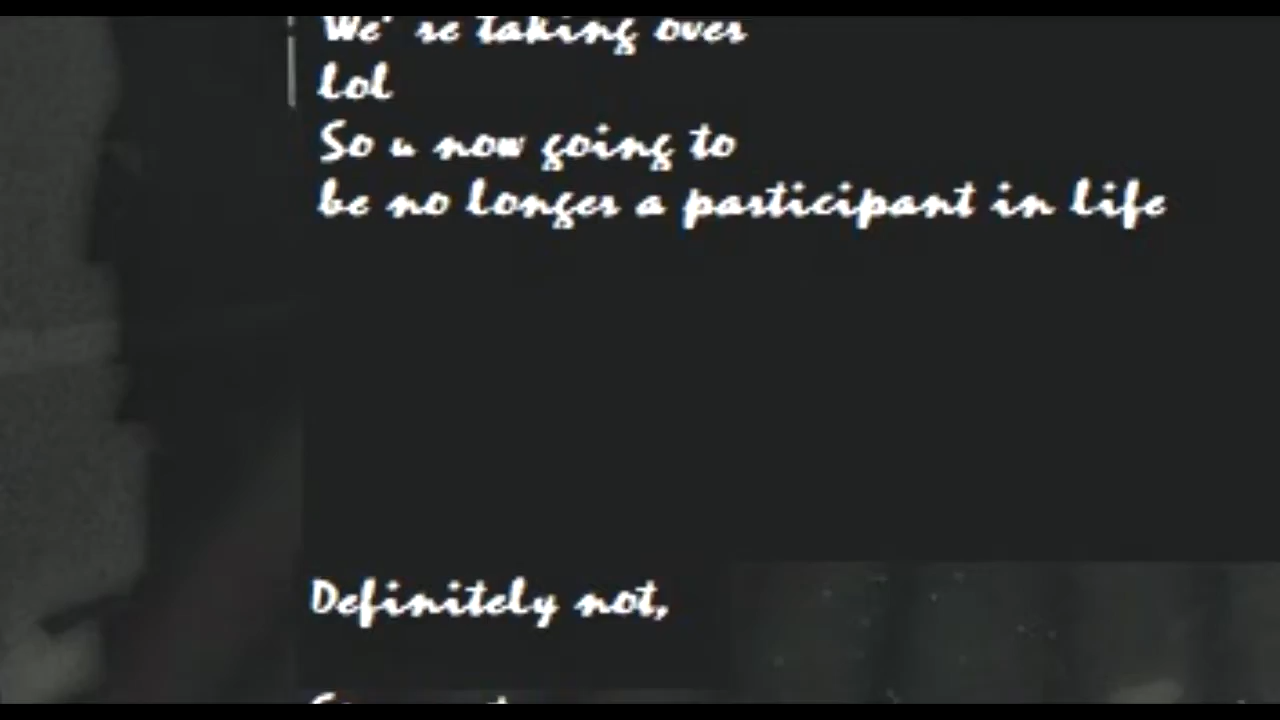 We're taking over
lol
So u now going to
be no longer a participant in life
Definitely not,